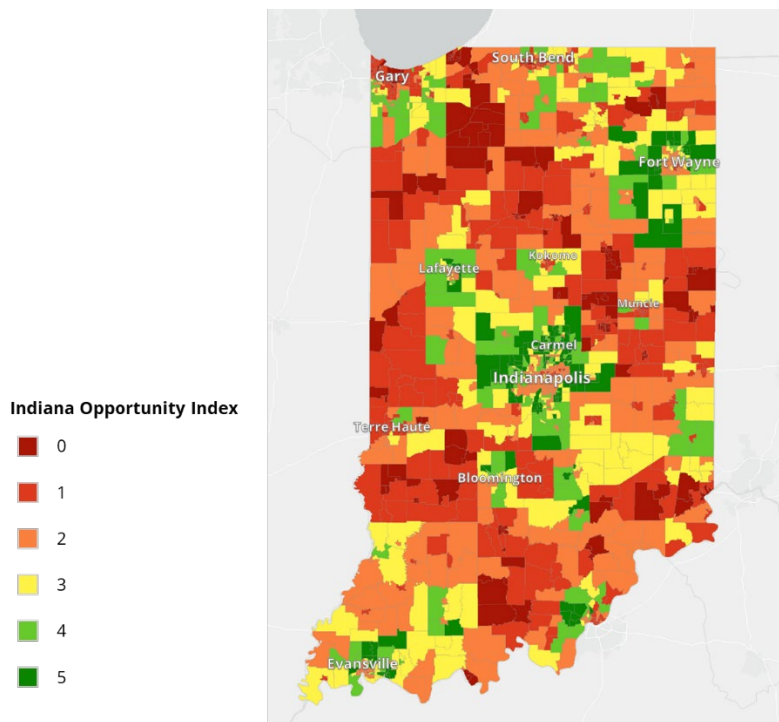 South Bend
Gary
Fort Wayne
Kokomo
Lafayette
Muncie
Carmel
Indianapolis
Indiana Opportunity Index
0
Terre Haute
1
Bloomington
2
3
4
Evansville
5